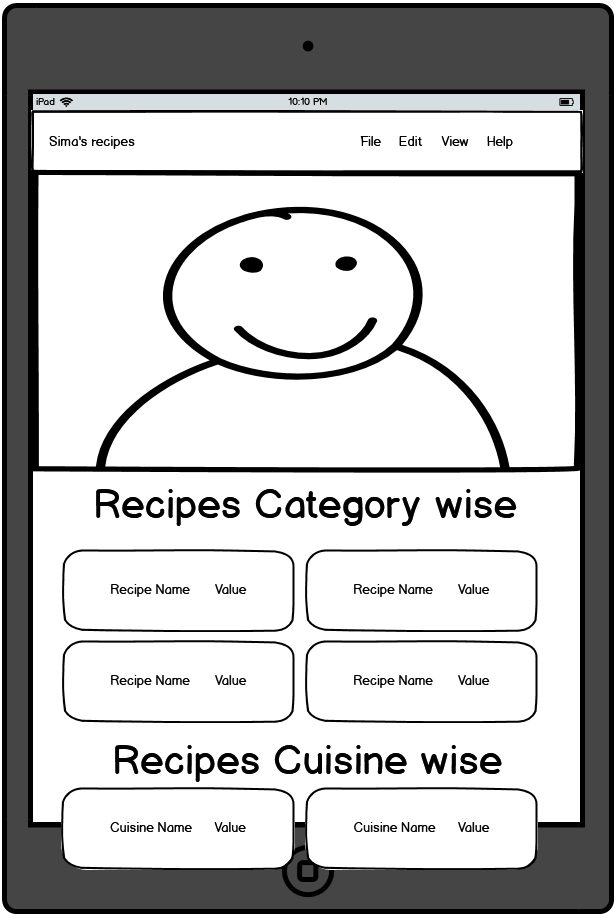 iPad 10:10 PM
Sima's recipes File Edit View Help
Recipes Category wise
Recipe Name Value Recipe Name Value
Recipe Name Value Recipe Name Value
Recipes Cuisine wise
Cuisine Name Value Cuisine Name Value